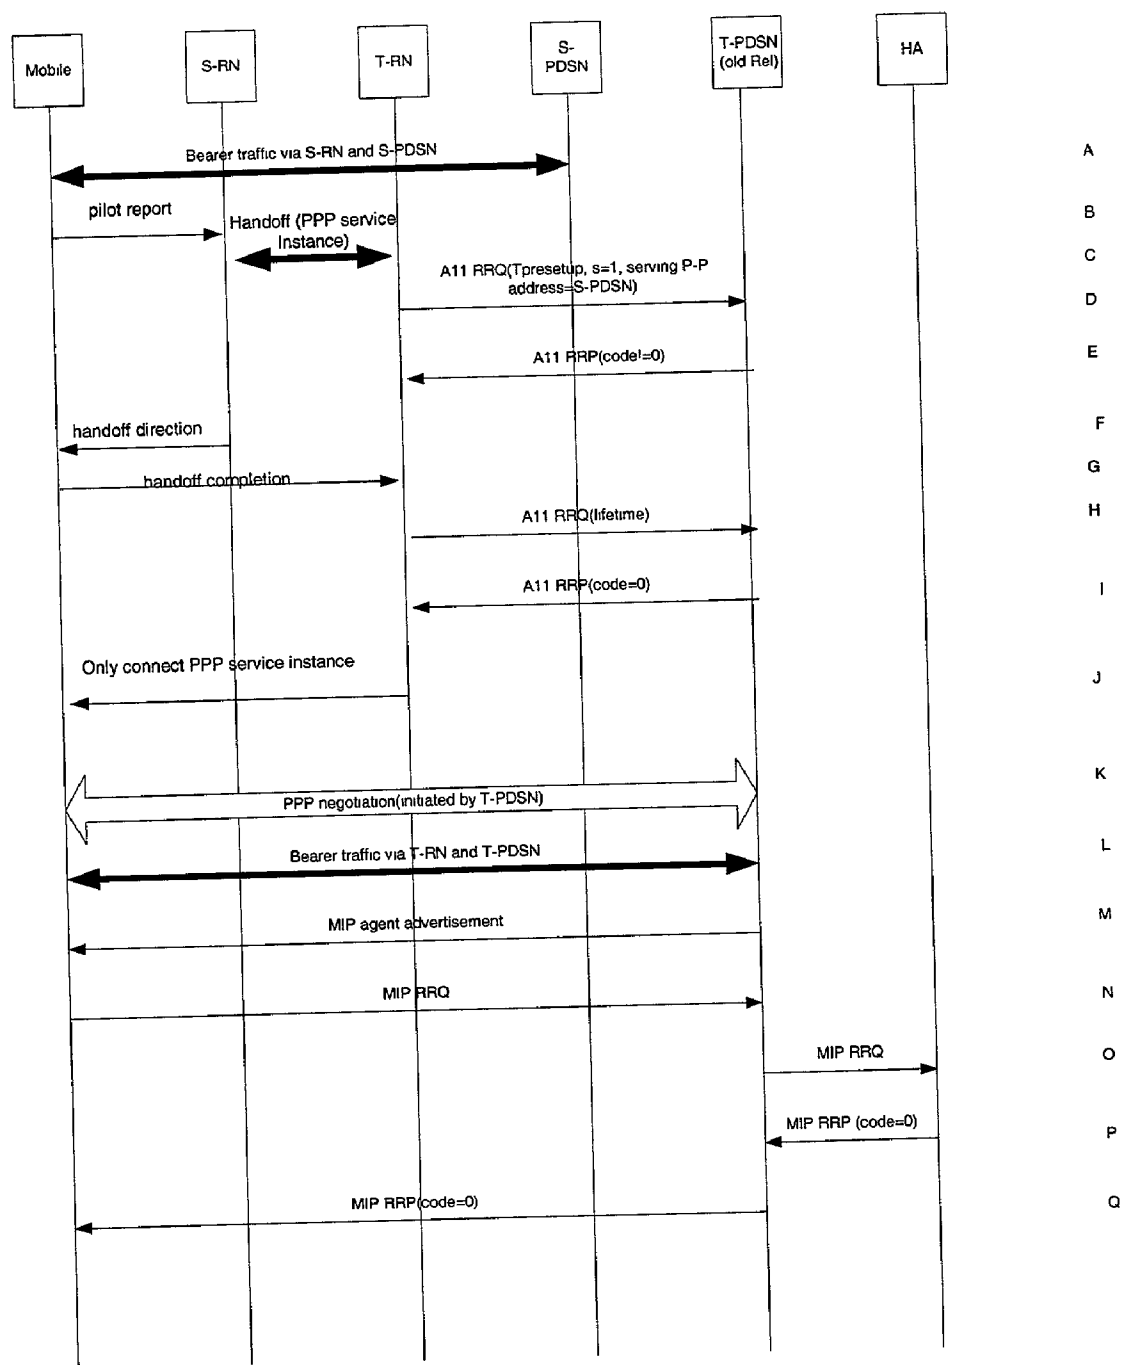 Mobile
S-RN
T-RN
S-
PDSN
T-PDSN
(old Rel)
HA
Bearer traffic via S-RN and S-PDSN
A
pilot report
B
Handoff (PPP service
Instance)
C
A11 RRQ(Tpresetup, s=1, serving P-P
address=S-PDSN)
D
A11 RRP(code!=0)
E
handoff direction
F
handoff completion
G
A11 RRQ(lifetime)
H
A11 RRP(code=0)
I
Only connect PPP service instance
J
PPP negotiation(initiated by T-PDSN)
K
Bearer traffic via T-RN and T-PDSN
L
MIP agent advertisement
M
MIP RRQ
N
MIP RRQ
O
MIP RRP (code=0)
P
MIP RRP(code=0)
Q